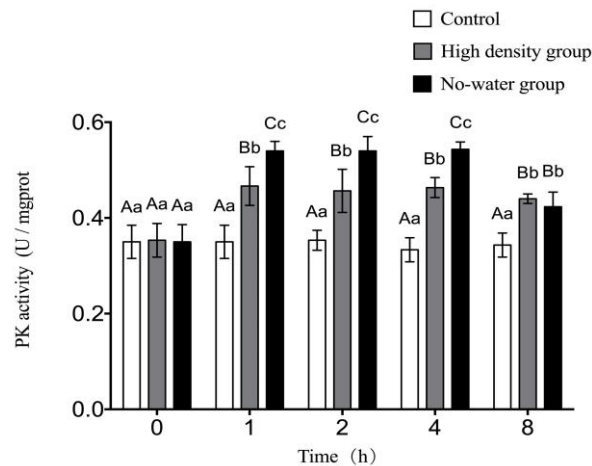 Control
High density group
No-water group
PK activity (U / mgprot)
0.6
0.4
0.2
0.0
Aa Aa Aa
Aa Bb Cc
Aa Bb Cc
Aa Bb Cc
Aa Bb Bb
0 1 2 4 8
Time (h)